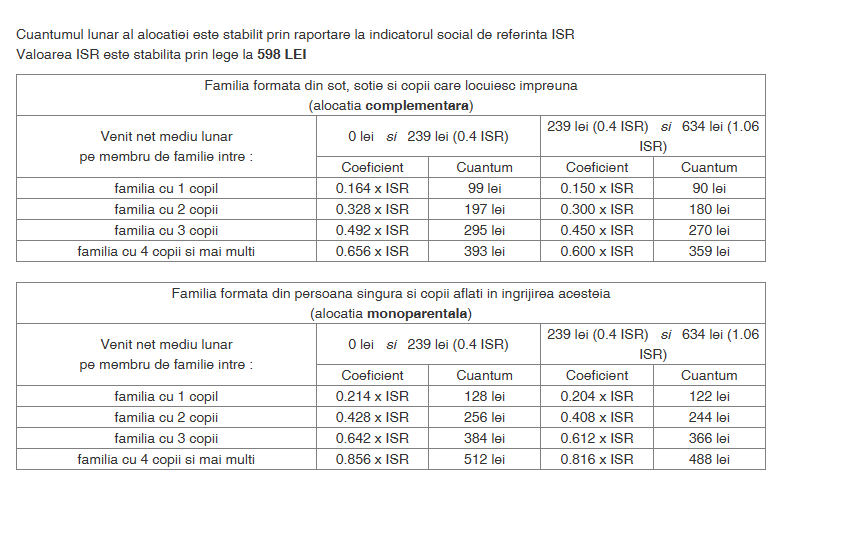 Cuantumul lunar al alocatiei este stabilit prin raportare la indicatorul social de referinta ISR
Valoarea ISR este stabilita prin lege la 598 LEI
Familia formata din sot, sotie si copii care locuiesc impreuna
(alocatia complementara)
Venit net mediu lunar
pe membru de familie intre :
0 lei si 239 lei (0.4 ISR)
239 lei (0.4 ISR) si 634 lei (1.06
ISR)
Coeficient Cuantum Coeficient Cuantum
familia cu 1 copil 0.164 x ISR 99 lei 0.150 x ISR 90 lei
familia cu 2 copii 0.328 x ISR 197 lei 0.300 x ISR 180 lei
familia cu 3 copii 0.492 x ISR 295 lei 0.450 x ISR 270 lei
familia cu 4 copii si mai multi 0.656 x ISR 393 lei 0.600 x ISR 359 lei
Familia formata din persoana singura si copii aflati in ingrijirea acesteia
(alocatia monoparentala)
Venit net mediu lunar
pe membru de familie intre :
0 lei si 239 lei (0.4 ISR)
239 lei (0.4 ISR) si 634 lei (1.06
ISR)
Coeficient Cuantum Coeficient Cuantum
familia cu 1 copil 0.214 x ISR 128 lei 0.204 x ISR 122 lei
familia cu 2 copii 0.428 x ISR 256 lei 0.408 x ISR 244 lei
familia cu 3 copii 0.642 x ISR 384 lei 0.612 x ISR 366 lei
familia cu 4 copii si mai multi 0.856 x ISR 512 lei 0.816 x ISR 488 lei